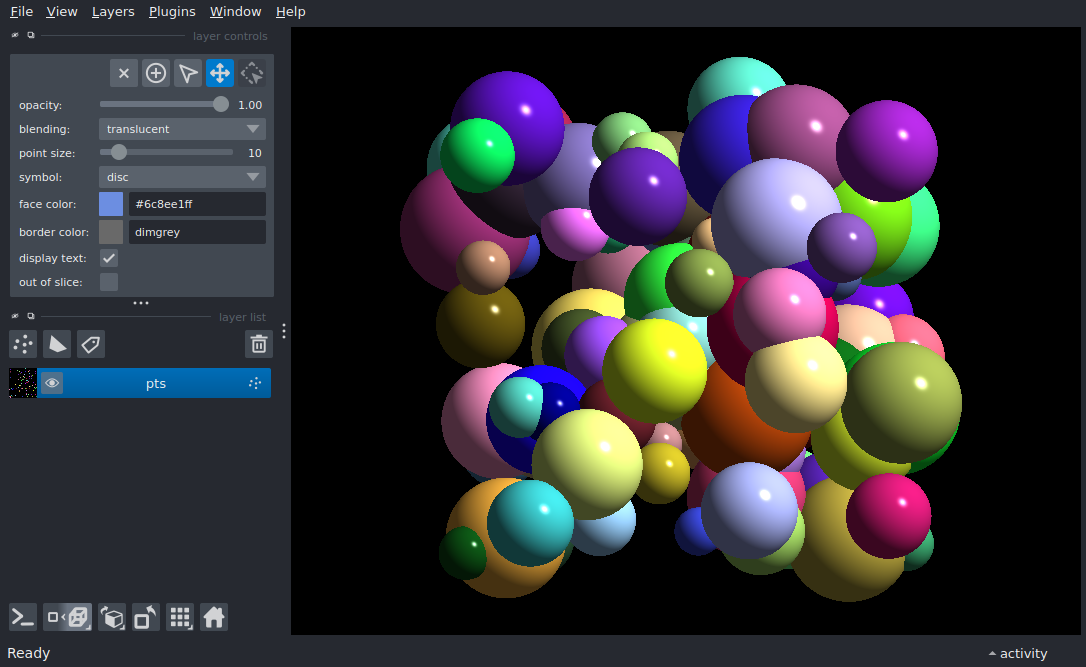 File View Layers Plugins Window Help
layer controls
opacity: 1.00
blending: translucent
point size: 10
symbol: disc
face color: #6c8ee1ff
border color: dimgrey
display text:
out of slice:
layer list
pts
Ready
activity